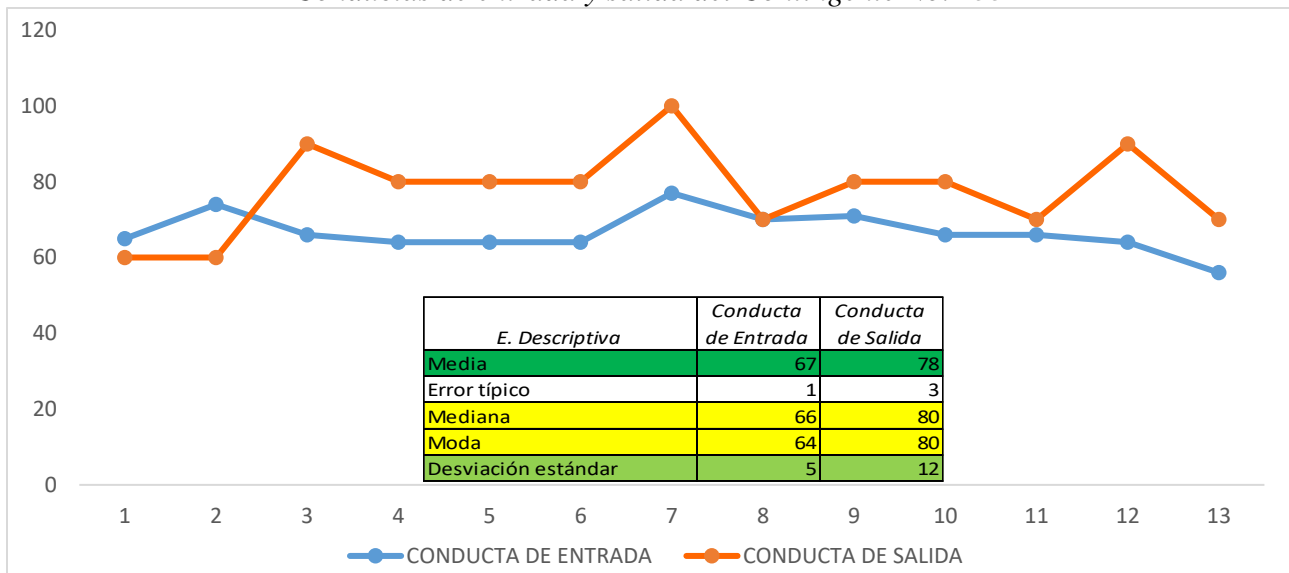 120
100
80
60
40
20
0
E. Descriptiva Conducta de Entrada Conducta de Salida
Media 67 78
Error típico 1 3
Mediana 66 80
Moda 64 80
Desviación estándar 5 12
1 2 3 4 5 6 7 8 9 10 11 12 13
CONDUCTA DE ENTRADA CONDUCTA DE SALIDA